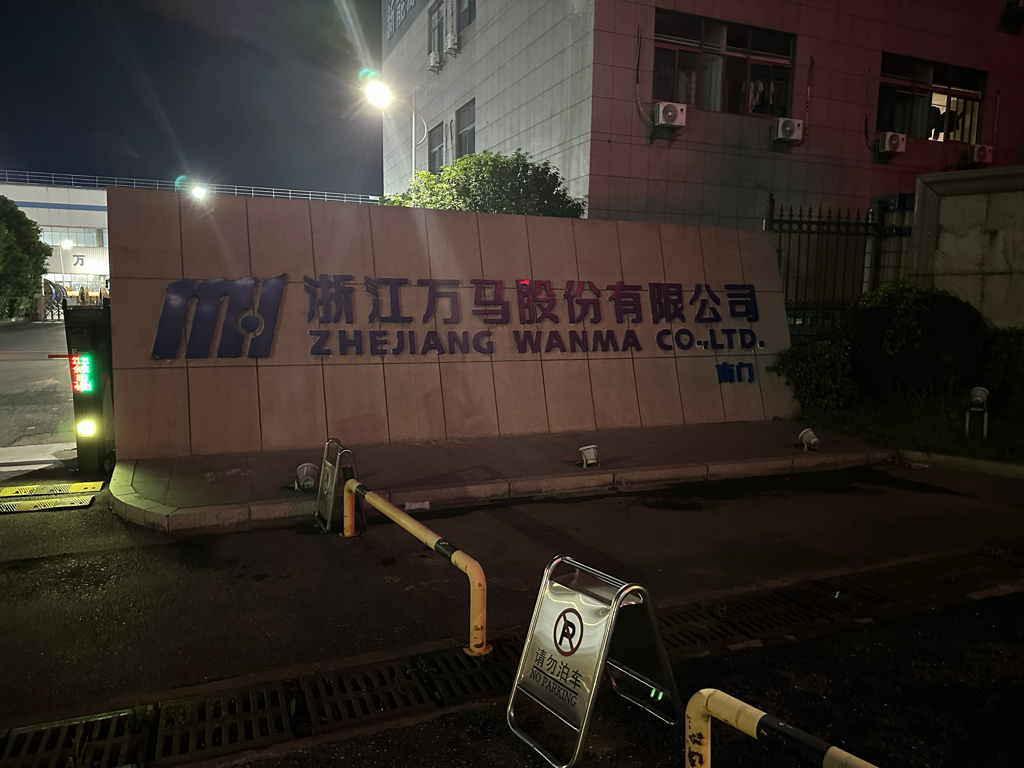 万
浙江万马股份有限公司
ZHEJIANG WANMA CO.,LTD.
南门
请勿泊车
NO PARKING